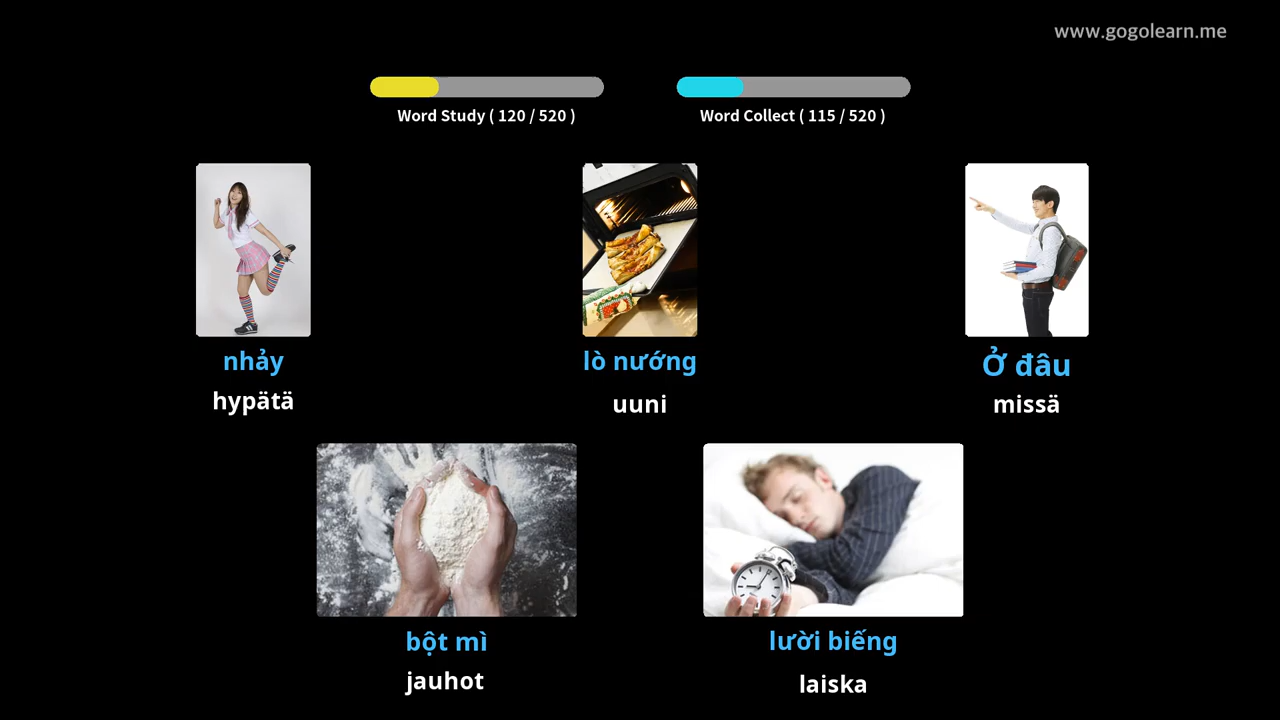 www.gogolearn.me
Word Study ( 120 / 520 )
Word Collect ( 115 / 520 )
nhảy
hypätä
lò nướng
uuni
Ở đâu
missä
bột mì
jauhot
lười biếng
laiska